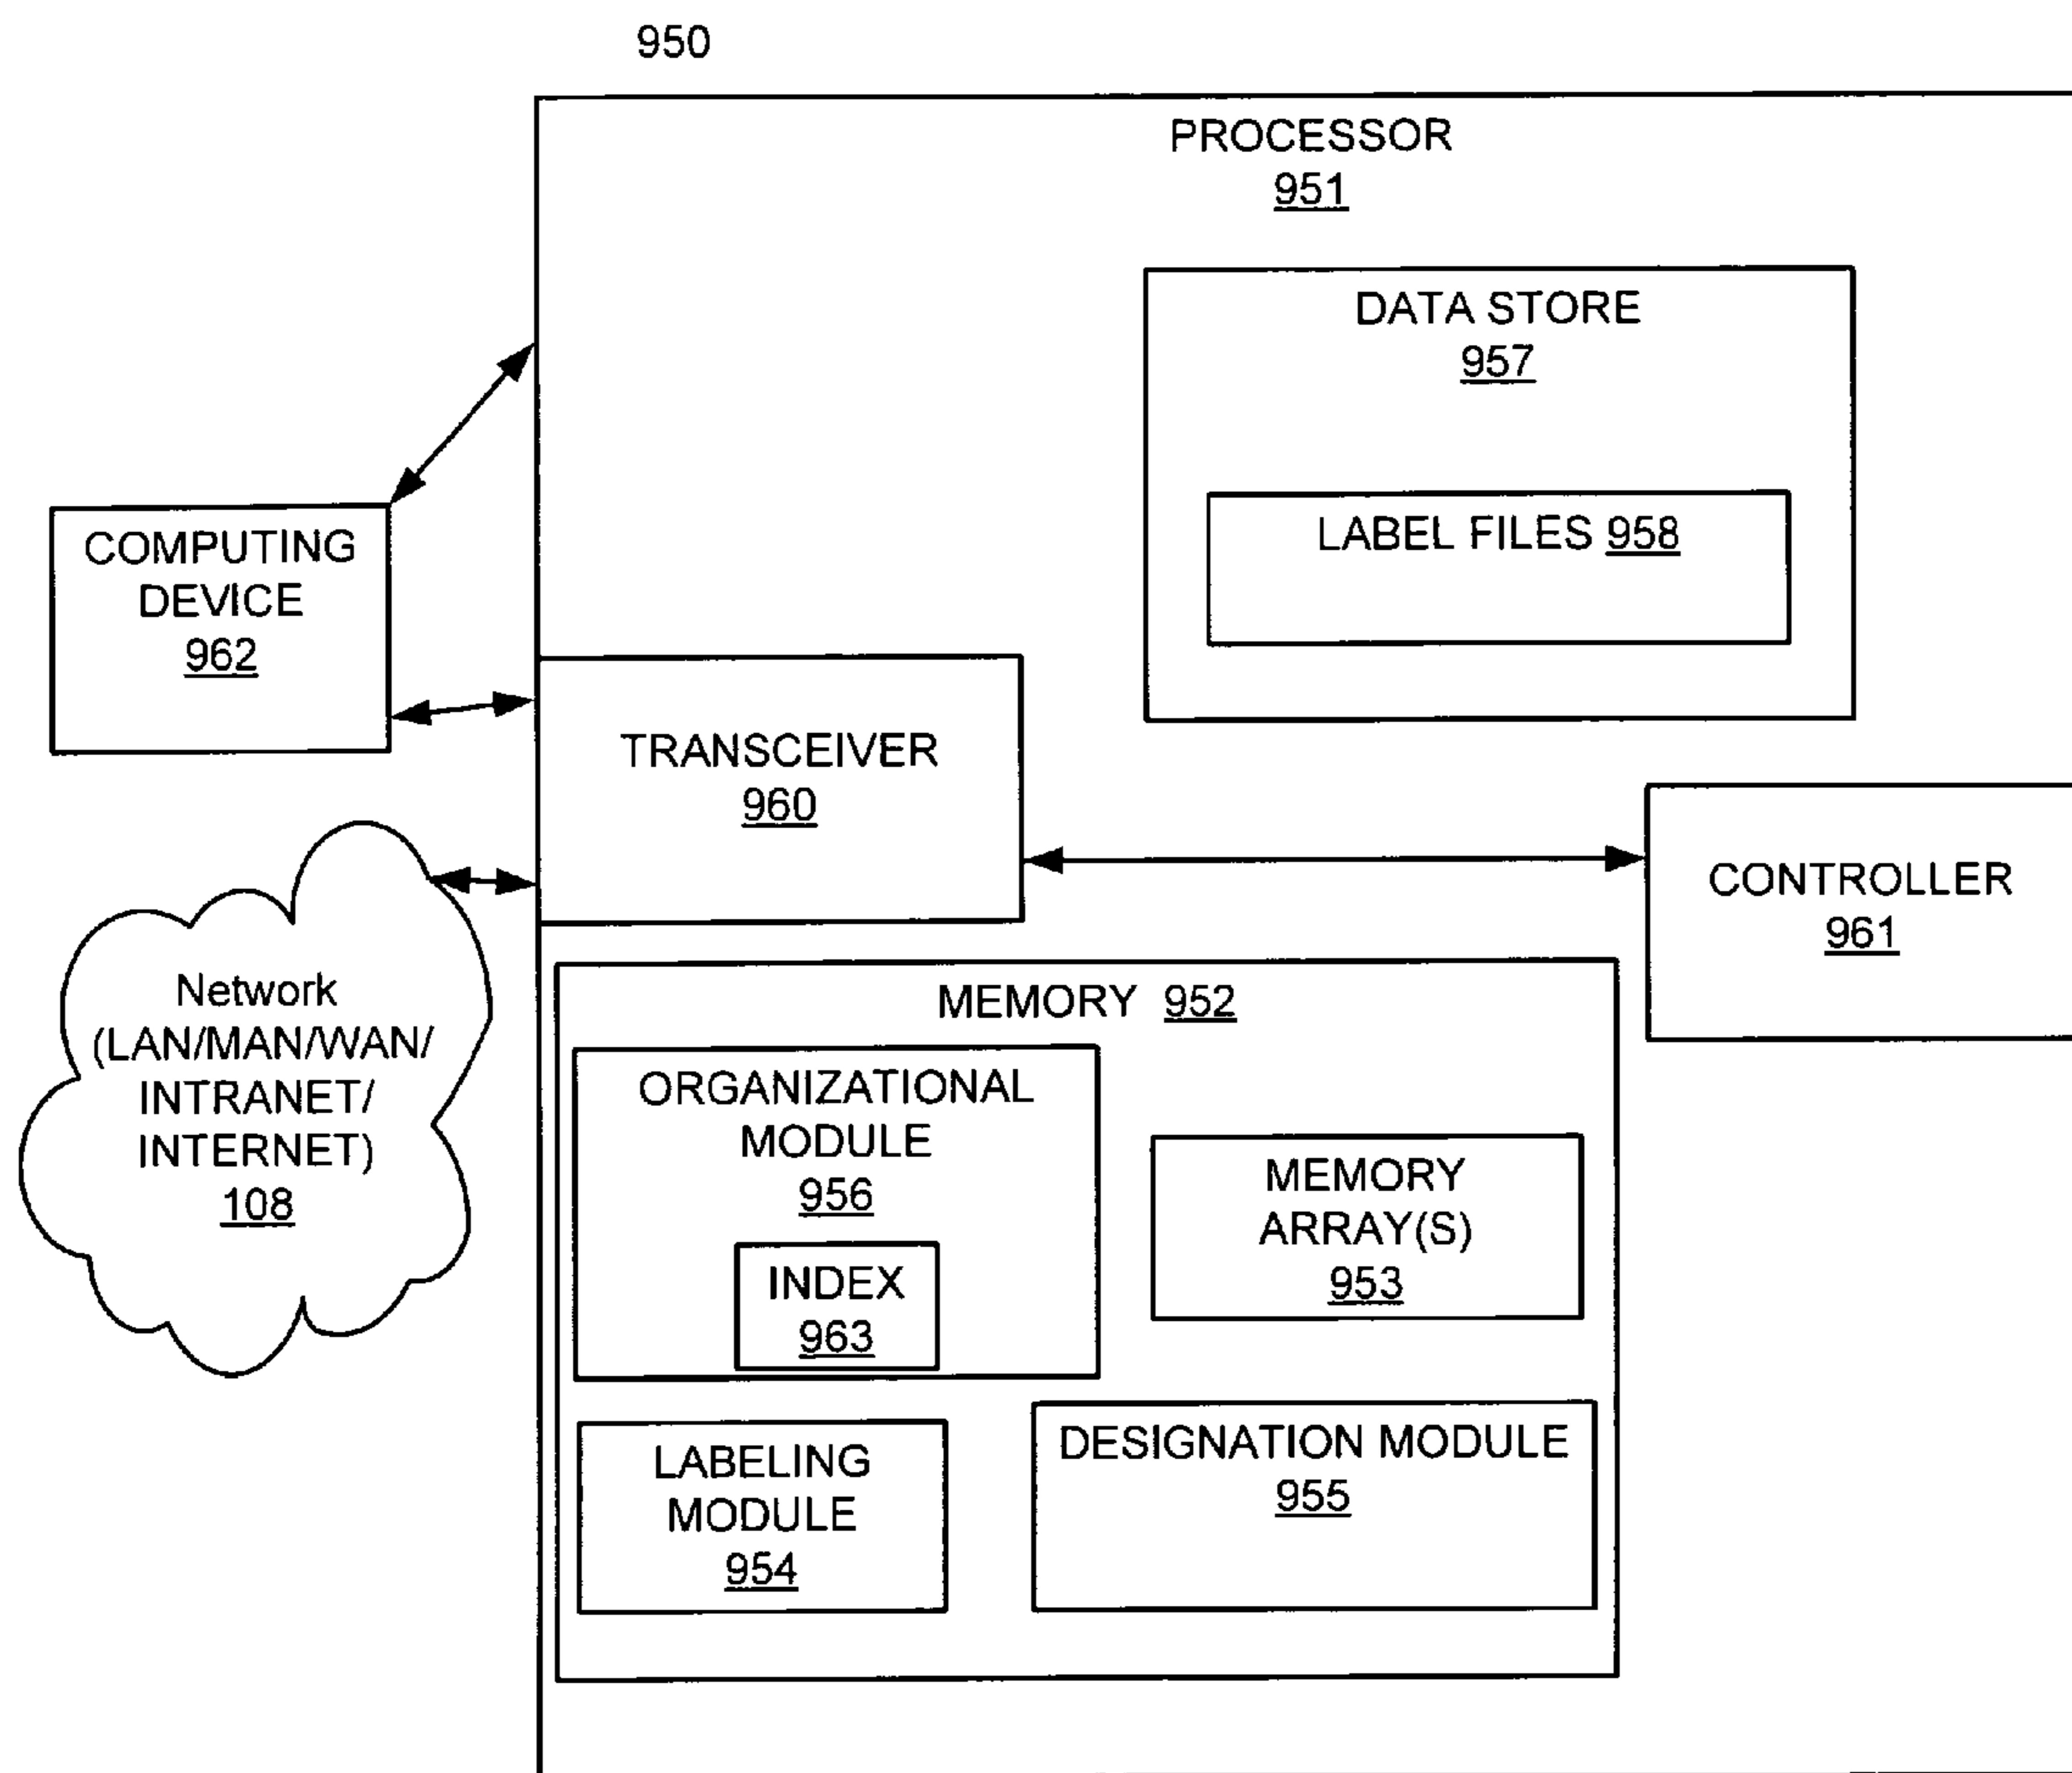 950
PROCESSOR
951
DATA STORE
957
LABEL FILES 958
COMPUTING
DEVICE
962
TRANSCEIVER
960
CONTROLLER
961
Network
(LAN/MAN/WAN/
INTRANET/
INTERNET)
108
MEMORY 952
ORGANIZATIONAL
MODULE
956
INDEX
963
MEMORY
ARRAY(S)
953
LABELING
MODULE
954
DESIGNATION MODULE
955